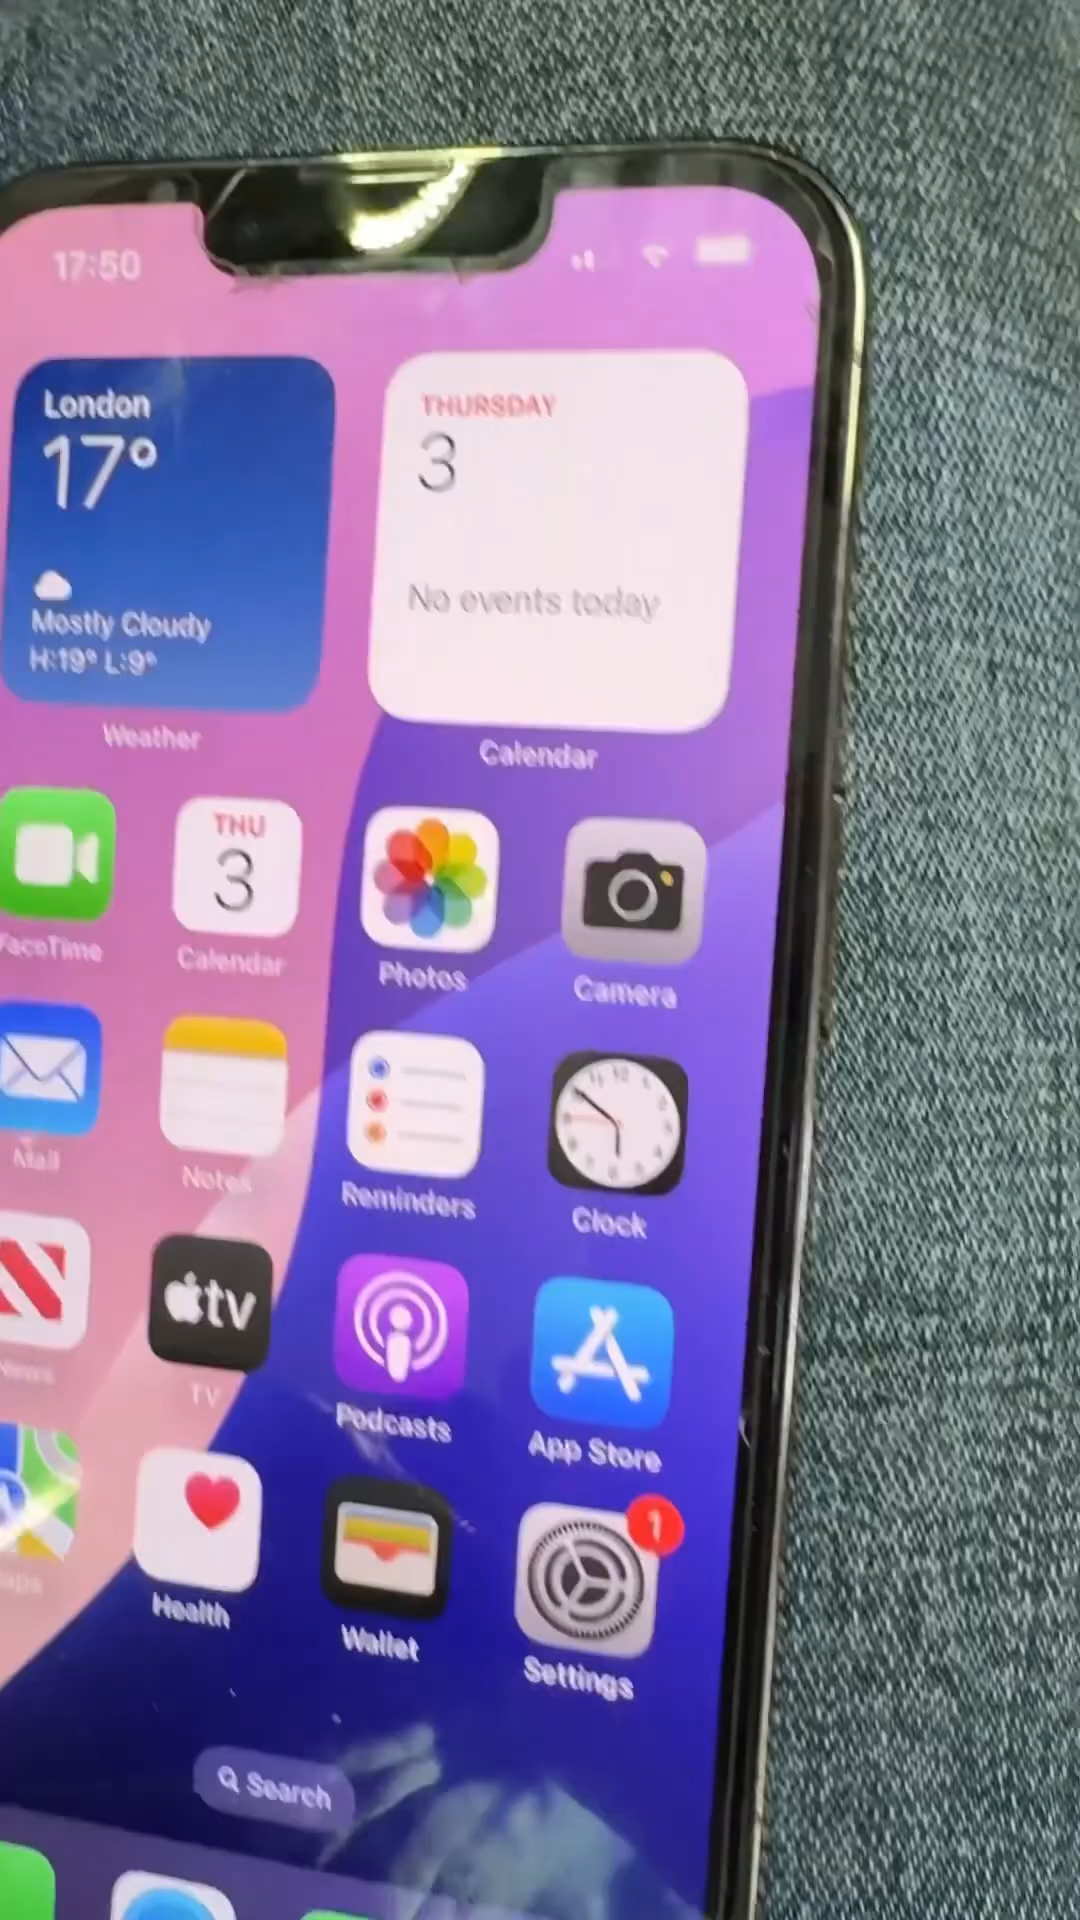 17:50
London
17°
Mostly Cloudy
H:19° L:9°
Weather
THURSDAY
3
No events today
Calendar
FaceTime
THU
3
Calendar
Photos
Camera
Mail
Notes
Reminders
Clock
News
tv
TV
Podcasts
App Store
Health
Wallet
1
Settings
Search